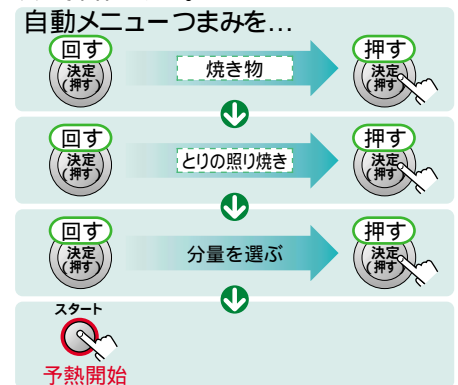 自動メニューつまみを…
回す
決定
(押す)
焼き物
押す
決定
(押す)
回す
決定
(押す)
とりの照り焼き
押す
決定
(押す)
回す
決定
(押す)
分量を選ぶ
押す
決定
(押す)
スタート
予熱開始